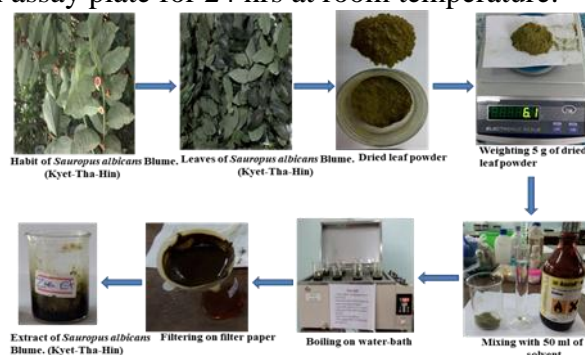 assay plate for 24 hrs at room temperature.
6.1
Habit of Sauropus albicans Blume.
(Kyet-Tha-Hin)
Leaves of Sauropus albicans Blume.
(Kyet-Tha-Hin)
Dried leaf powder
Weighting 5 g of dried
leaf powder
Extract of Sauropus albicans
Blume. (Kyet-Tha-Hin)
Filtering on filter paper
Boiling on water-bath
Mixing with 50 ml of
solvent